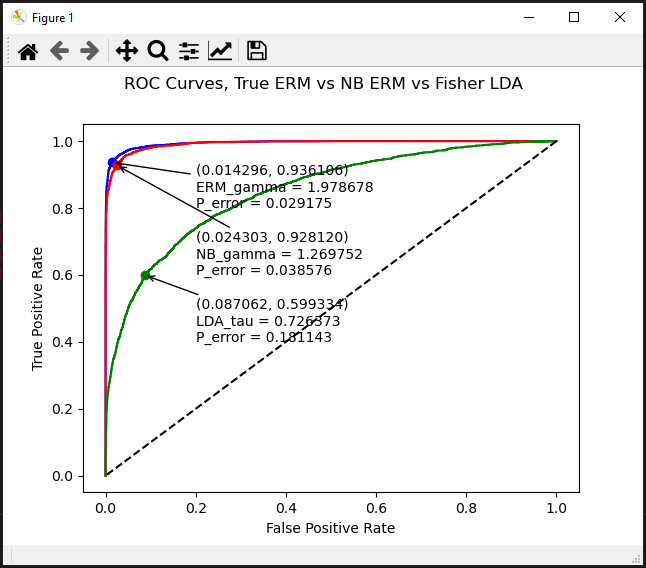 Figure 1
ROC Curves, True ERM vs NB ERM vs Fisher LDA
True Positive Rate
1.0
0.8
0.6
0.4
0.2
0.0
(0.014296, 0.936106)
ERM_gamma = 1.978678
P_error = 0.029175
(0.024303, 0.928120)
NB_gamma = 1.269752
P_error = 0.038576
(0.087062, 0.599334)
LDA_tau = 0.726373
P_error = 0.181143
0.0 0.2 0.4 0.6 0.8 1.0
False Positive Rate